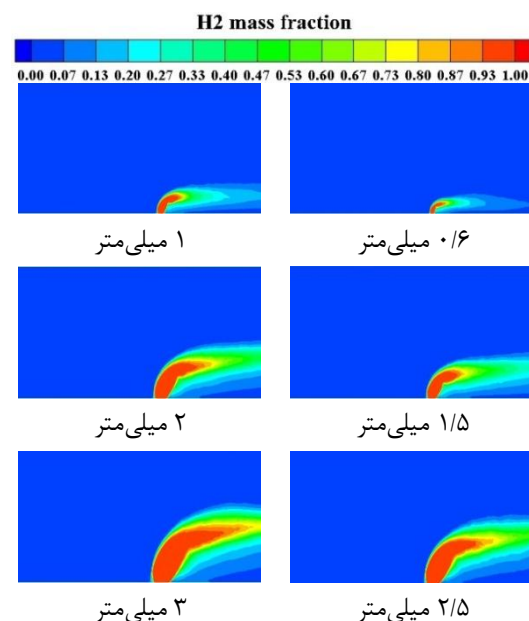 H2 mass fraction
0.00 0.07 0.13 0.20 0.27 0.33 0.40 0.47 0.53 0.60 0.67 0.73 0.80 0.87 0.93 1.00
۰/۶ میلی‌متر
۱ میلی‌متر
۱/۵ میلی‌متر
۲ میلی‌متر
۲/۵ میلی‌متر
۳ میلی‌متر